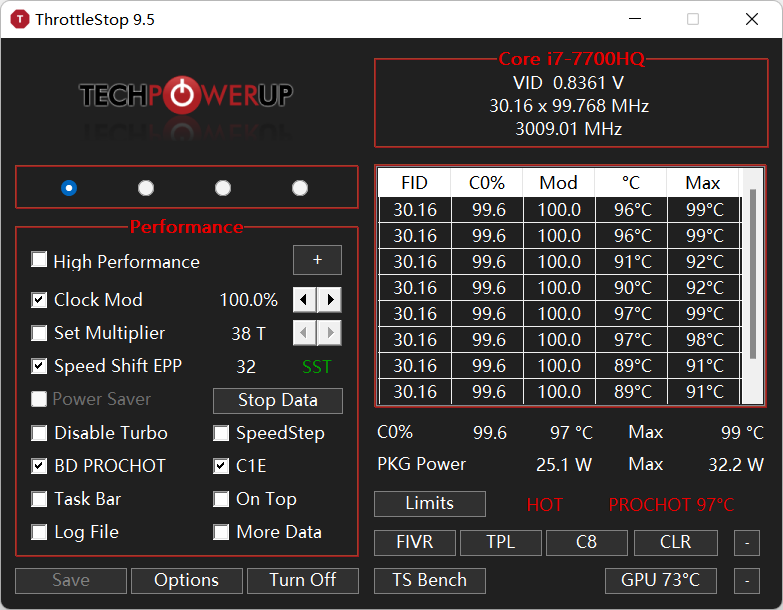 T ThrottleStop 9.5
TECHPOWERUP
Core i7-7700HQ
VID 0.8361 V
30.16 x 99.768 MHz
3009.01 MHz
Performance
High Performance +
Clock Mod 100.0%
Set Multiplier 38 T
Speed Shift EPP 32 SST
Power Saver Stop Data
Disable Turbo SpeedStep
BD PROCHOT C1E
Task Bar On Top
Log File More Data
Save Options Turn Off
FID C0% Mod °C Max
30.16 99.6 100.0 96°C 99°C
30.16 99.6 100.0 96°C 99°C
30.16 99.6 100.0 91°C 92°C
30.16 99.6 100.0 90°C 92°C
30.16 99.6 100.0 97°C 99°C
30.16 99.6 100.0 97°C 98°C
30.16 99.6 100.0 89°C 91°C
30.16 99.6 100.0 89°C 91°C
C0% 99.6 97 °C Max 99 °C
PKG Power 25.1 W Max 32.2 W
Limits HOT PROCHOT 97°C
FIVR TPL C8 CLR -
TS Bench GPU 73°C -